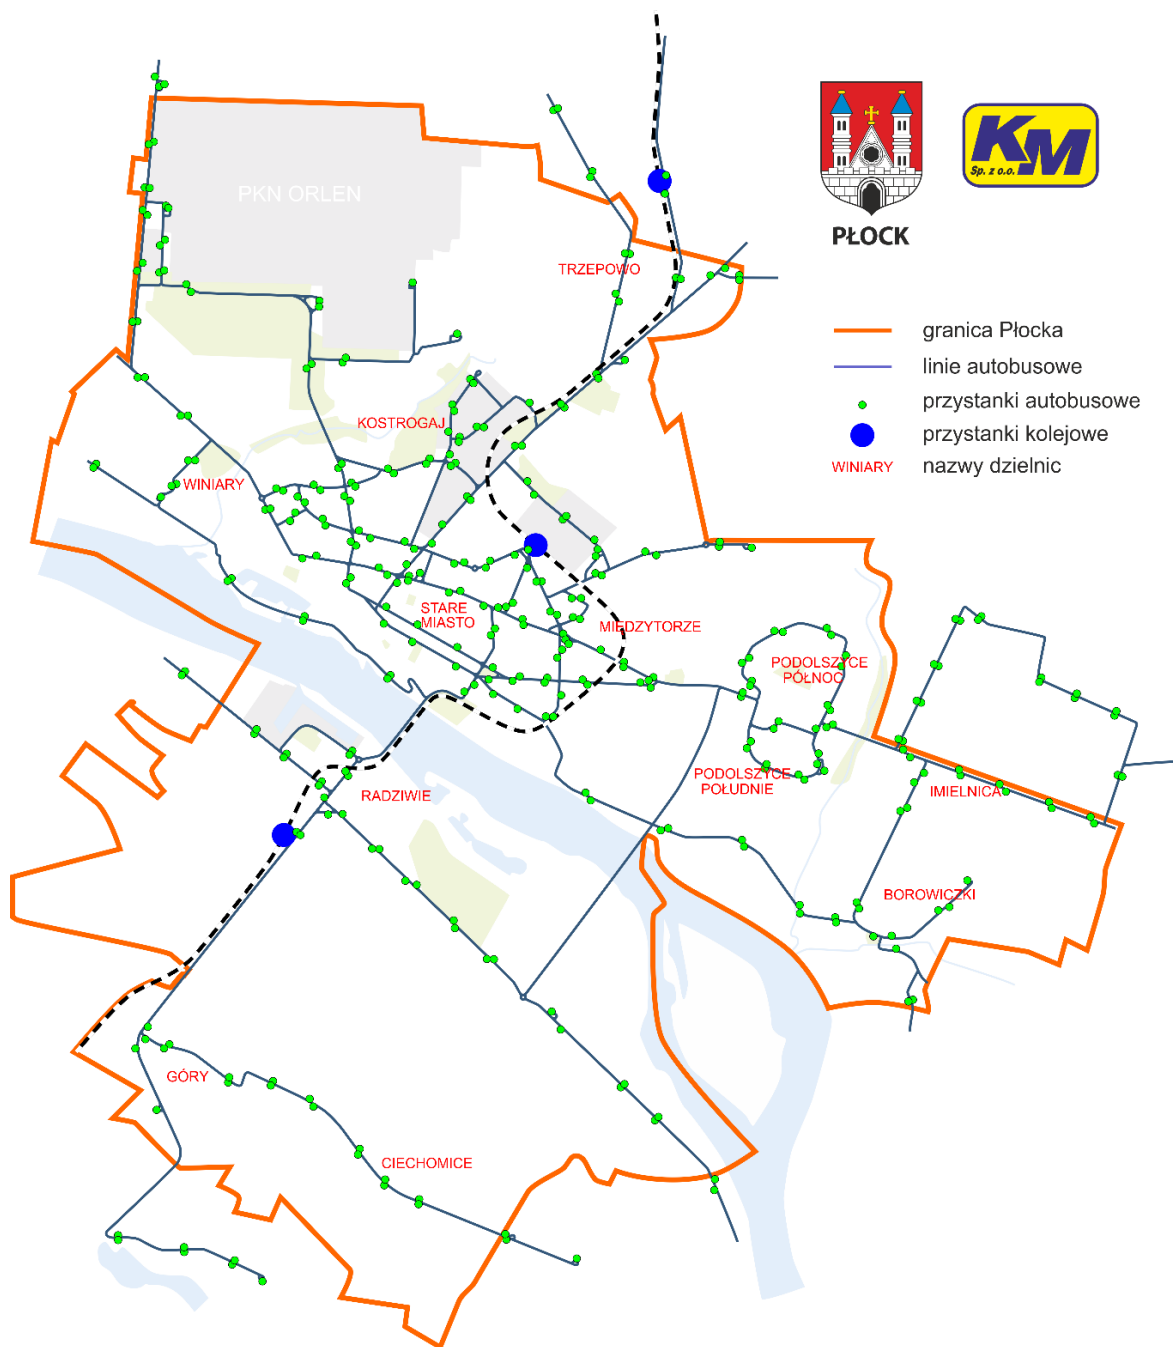 PKN ORLEN
KM
Sp. z o.o.
PŁOCK
TRZEPOWO
granica Płocka
linie autobusowe
przystanki autobusowe
przystanki kolejowe
WINIARY
nazwy dzielnic
KOSTROGAJ
WINIARY
STARE
MIASTO
MIĘDZYTORZE
PODOLSZYCE
PÓŁNOC
PODOLSZYCE
POŁUDNIE
IMIELNICA
RADZIWIE
BOROWICZKI
GÓRY
CIECHOMICE